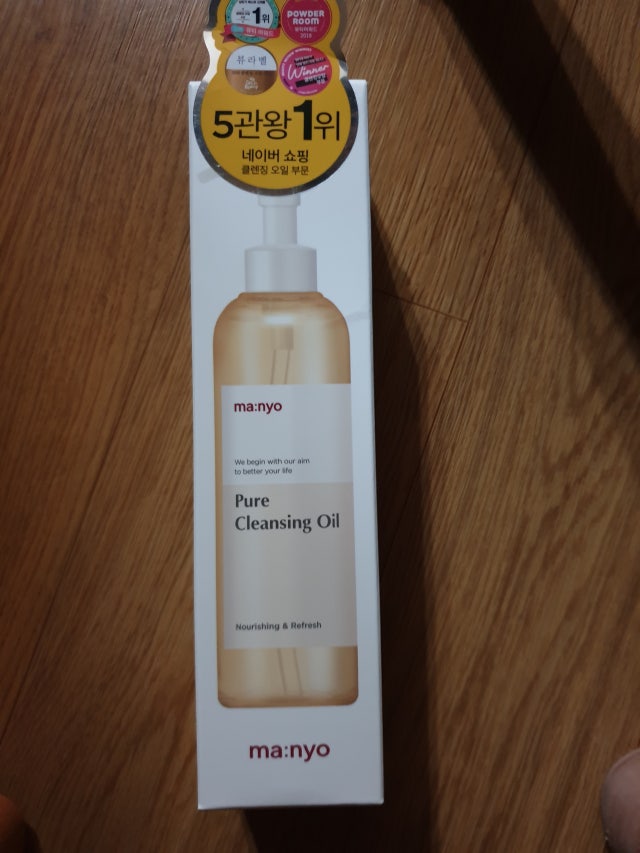 1위
POWDER
ROOM
2019
뷰라벨
Winner
5관왕 1위
네이버 쇼핑
클렌징 오일 부문
ma:nyo
We begin with our aim
to better your life
Pure
Cleansing Oil
Nourishing & Refresh
ma:nyo